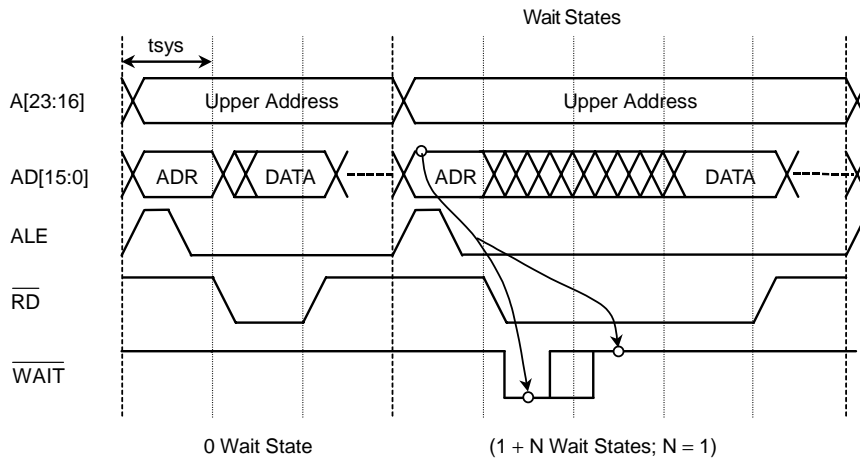 Wait States
tsys
A[23:16] Upper Address Upper Address
AD[15:0] ADR DATA ADR DATA
ALE
RD
WAIT
0 Wait State (1 + N Wait States; N = 1)